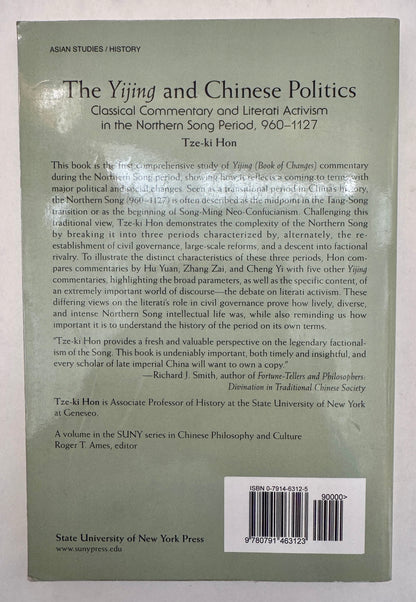 ASIAN STUDIES / HISTORY
The Yijing and Chinese Politics
Classical Commentary and Literati Activism
in the Northern Song Period, 960–1127
Tze-ki Hon
This book is the first comprehensive study of Yijing (Book of Changes) commentary
during the Northern Song period, showing how it reflects a coming to terms with
major political and social changes. Seen as a transitional period in China's history,
the Northern Song (960–1127) is often described as the midpoint in the Tang-Song
transition or as the beginning of Song-Ming Neo-Confucianism. Challenging this
traditional view, Tze-ki Hon demonstrates the complexity of the Northern Song
by breaking it into three periods characterized by, alternately, the re-
establishment of civil governance, large-scale reforms, and a descent into factional
rivalry. To illustrate the distinct characteristics of these three periods, Hon com-
pares commentaries by Hu Yuan, Zhang Zai, and Cheng Yi with five other Yijing
commentaries, highlighting the broad parameters, as well as the specific content, of
an extremely important world of discourse—the debate on literati activism. These
differing views on the literati's role in civil governance prove how lively, diverse,
and intense Northern Song intellectual life was, while also reminding us how
important it is to understand the history of the period on its own terms.
"Tze-ki Hon provides a fresh and valuable perspective on the legendary factional-
ism of the Song. This book is undeniably important, both timely and insightful, and
every scholar of late imperial China will want to own a copy."
—Richard J. Smith, author of Fortune-Tellers and Philosophers:
Divination in Traditional Chinese Society
Tze-ki Hon is Associate Professor of History at the State University of New York
at Geneseo.
A volume in the SUNY series in Chinese Philosophy and Culture
Roger T. Ames, editor
State University of New York Press
www.sunypress.edu
ISBN 0-7914-6312-5
90000>
9 780791 463123